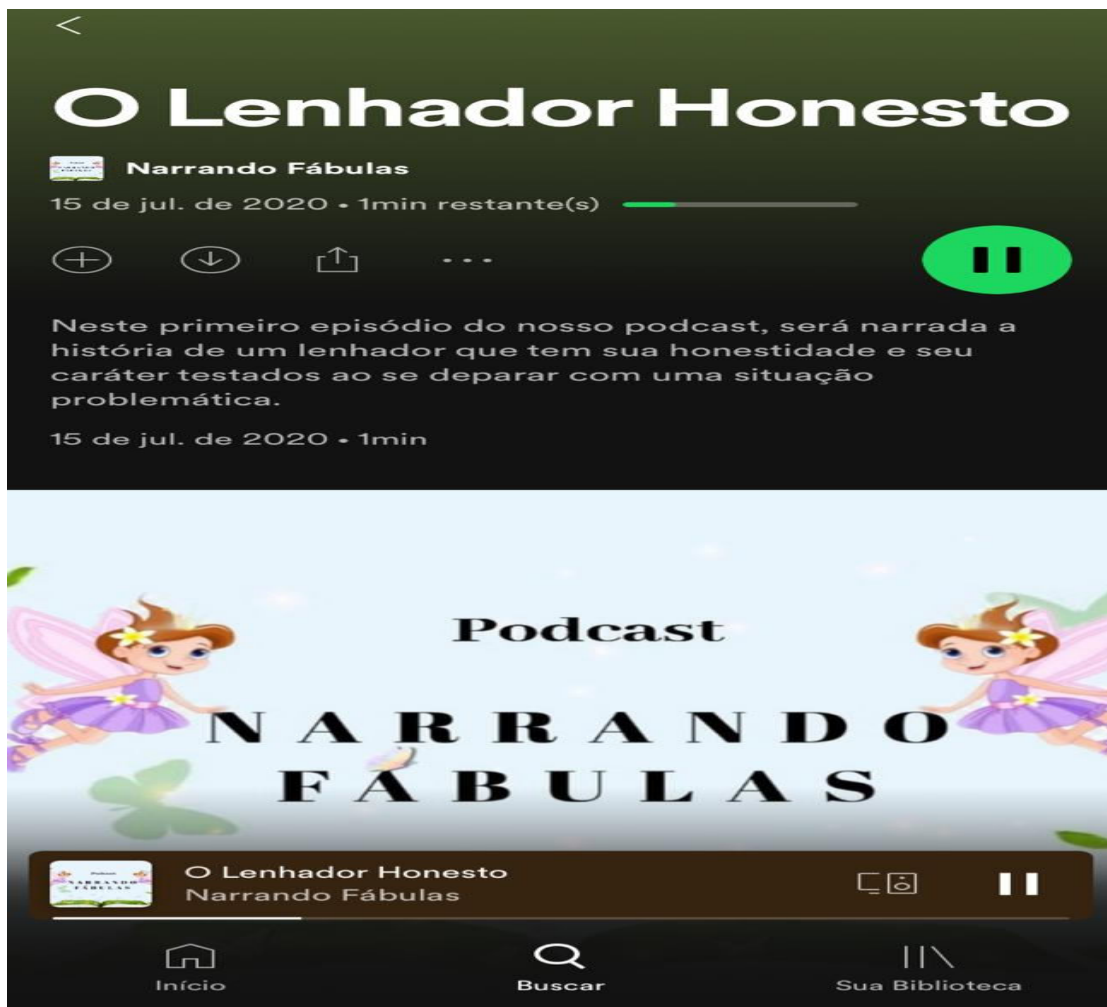 O Lenhador Honesto
Narrando Fábulas
15 de jul. de 2020 • 1min restante(s)
Neste primeiro episódio do nosso podcast, será narrada a
história de um lenhador que tem sua honestidade e seu
caráter testados ao se deparar com uma situação
problemática.
15 de jul. de 2020 • 1min
Podcast
NARRANDO
FÁBULAS
O Lenhador Honesto
Narrando Fábulas
Início
Buscar
Sua Biblioteca